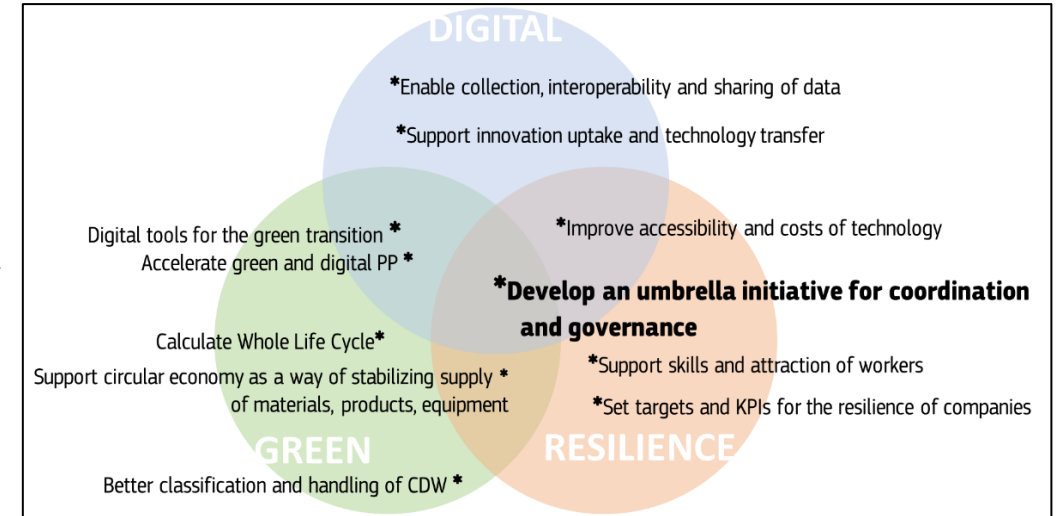 DIGITAL
*Enable collection, interoperability and sharing of data
*Support innovation uptake and technology transfer
*Improve accessibility and costs of technology
Digital tools for the green transition *
Accelerate green and digital PP *
*Develop an umbrella initiative for coordination
and governance
Calculate Whole Life Cycle*
*Support skills and attraction of workers
Support circular economy as a way of stabilizing supply *
of materials, products, equipment
*Set targets and KPIs for the resilience of companies
GREEN
RESILIENCE
Better classification and handling of CDW *